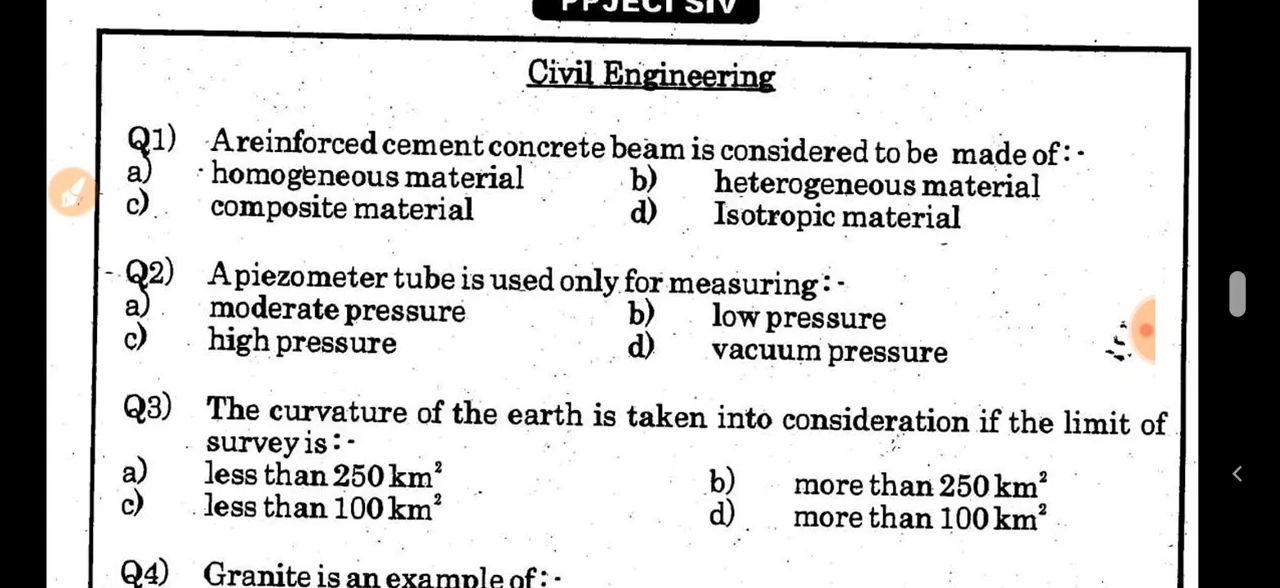 PPJECT SIV
Civil Engineering
Q1) A reinforced cement concrete beam is considered to be made of:-
a) homogeneous material b) heterogeneous material
c) composite material d) Isotropic material
Q2) A piezometer tube is used only for measuring:-
a) moderate pressure b) low pressure
c) high pressure d) vacuum pressure
Q3) The curvature of the earth is taken into consideration if the limit of
survey is:-
a) less than 250 km² b) more than 250 km²
c) less than 100 km² d) more than 100 km²
Q4) Granite is an example of:-